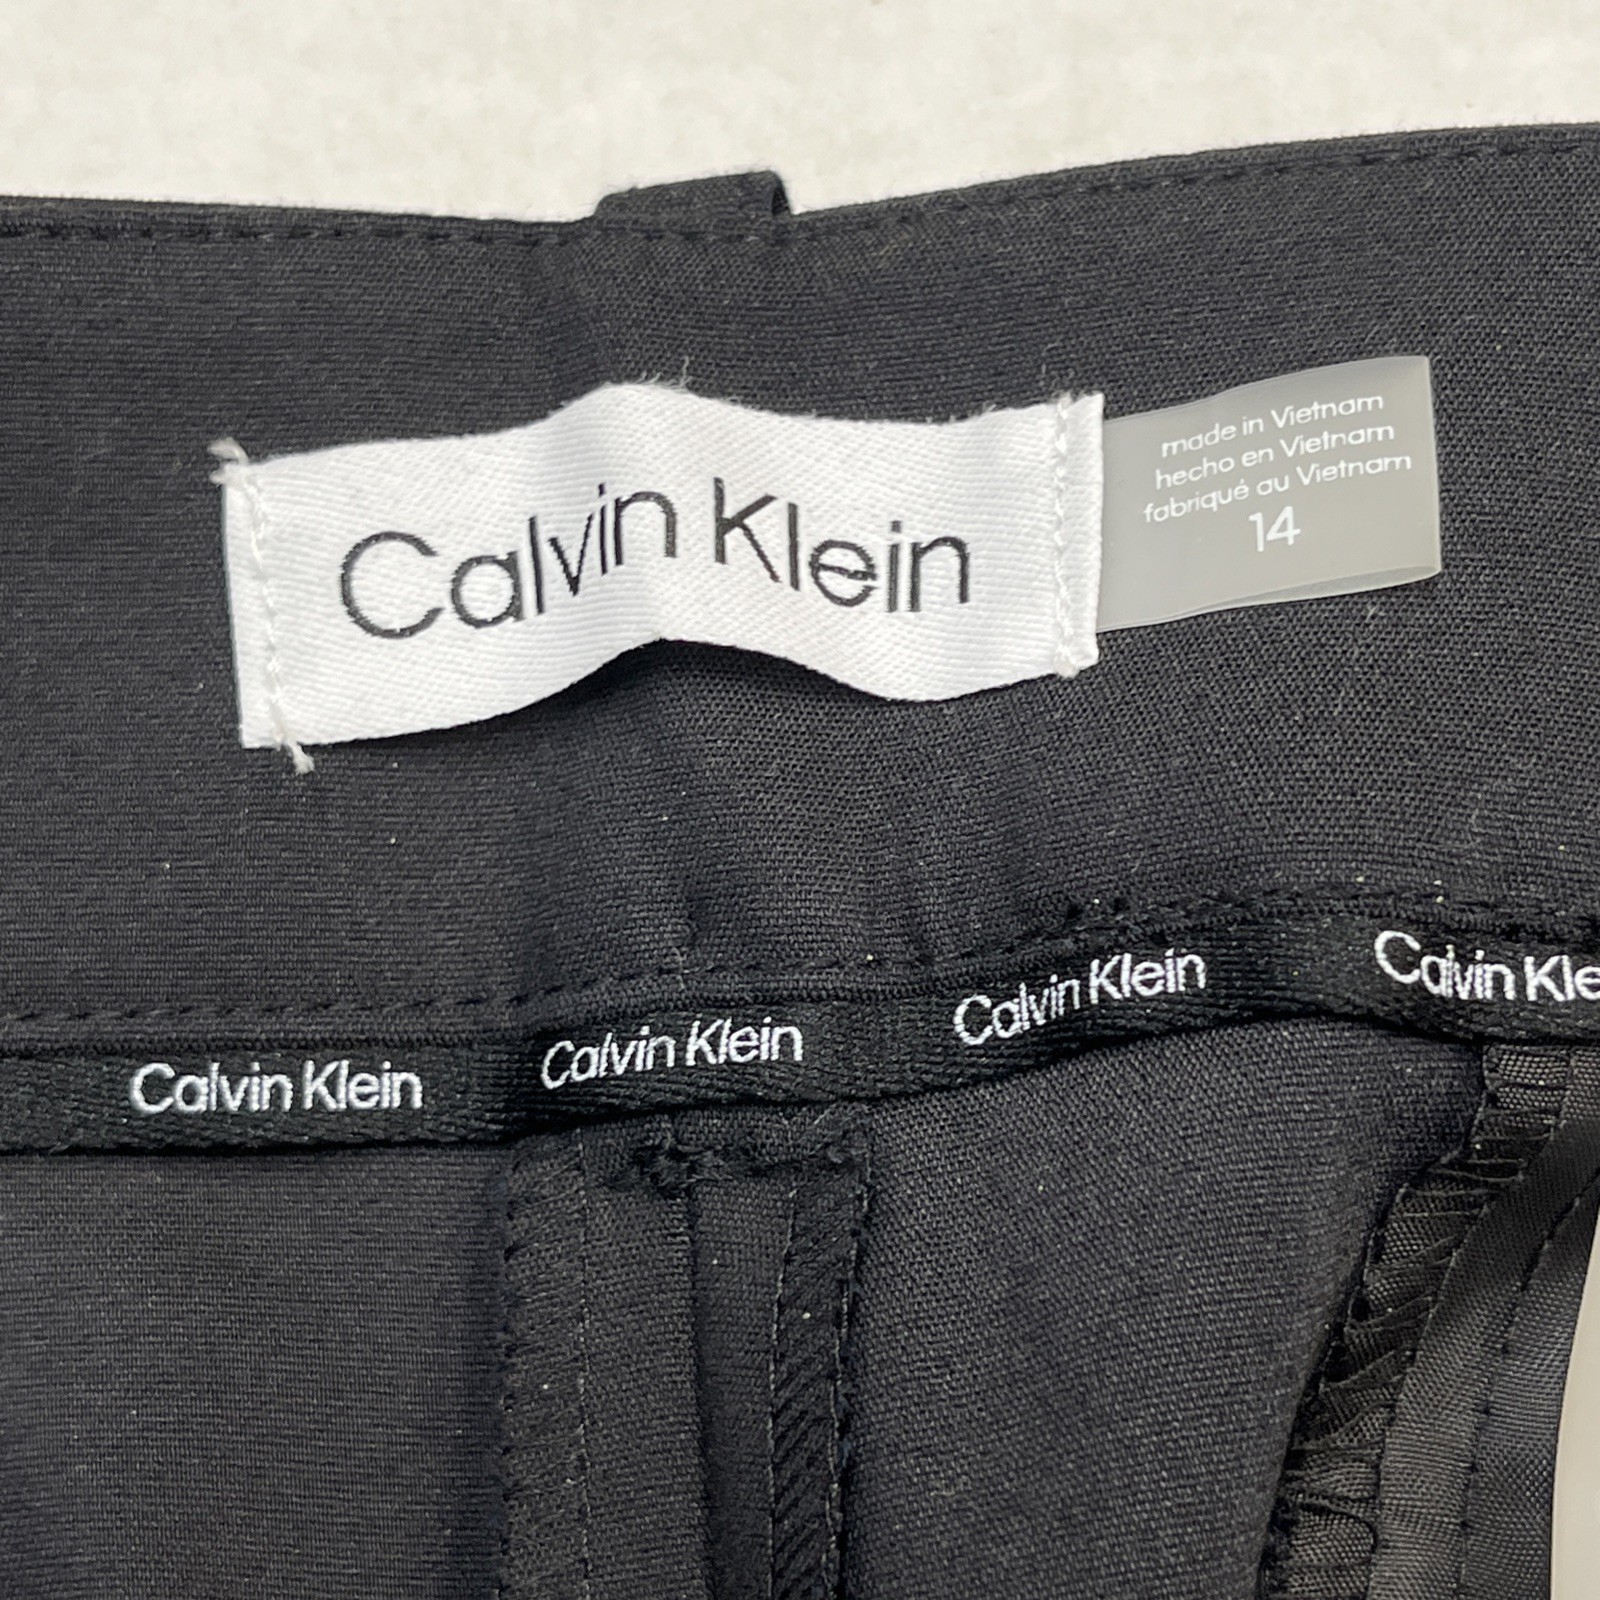 Calvin Klein
made in Vietnam
hecho en Vietnam
fabriqué au Vietnam
14
Calvin Klein
Calvin Klein
Calvin Klein
Calvin Kle